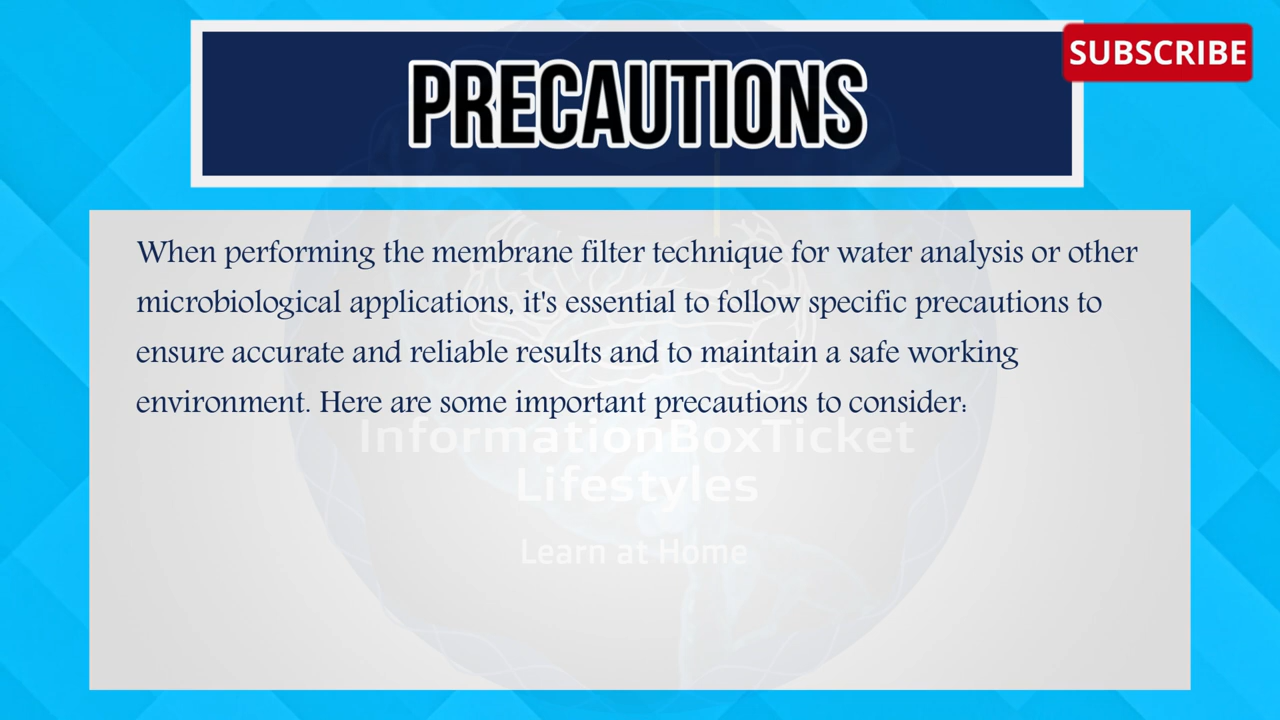 PRECAUTIONS
SUBSCRIBE
When performing the membrane filter technique for water analysis or other
microbiological applications, it's essential to follow specific precautions to
ensure accurate and reliable results and to maintain a safe working
environment. Here are some important precautions to consider:
InformationBoxTicket
Lifestyles
Learn at Home